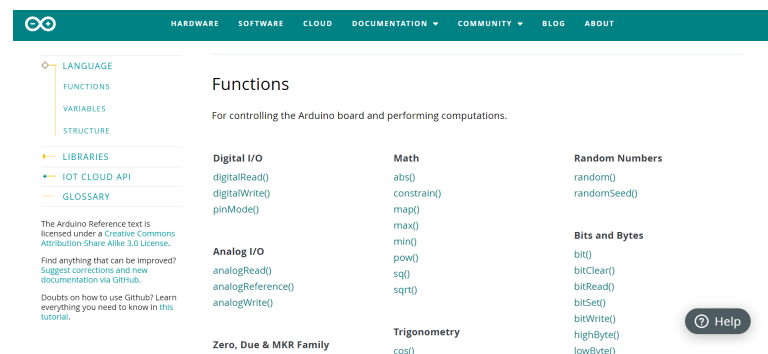 HARDWARE SOFTWARE CLOUD DOCUMENTATION COMMUNITY BLOG ABOUT
LANGUAGE
FUNCTIONS
VARIABLES
STRUCTURE
LIBRARIES
IOT CLOUD API
GLOSSARY
The Arduino Reference text is
licensed under a Creative Commons
Attribution-Share Alike 3.0 License.
Find anything that can be improved?
Suggest corrections and new
documentation via GitHub.
Doubts on how to use Github? Learn
everything you need to know in this
tutorial.
Functions
For controlling the Arduino board and performing computations.
Digital I/O
digitalRead()
digitalWrite()
pinMode()
Analog I/O
analogRead()
analogReference()
analogWrite()
Zero, Due & MKR Family
Math
abs()
constrain()
map()
max()
min()
pow()
sq()
sqrt()
Trigonometry
cos()
Random Numbers
random()
randomSeed()
Bits and Bytes
bit()
bitClear()
bitRead()
bitSet()
bitWrite()
highByte()
lowByte()
Help